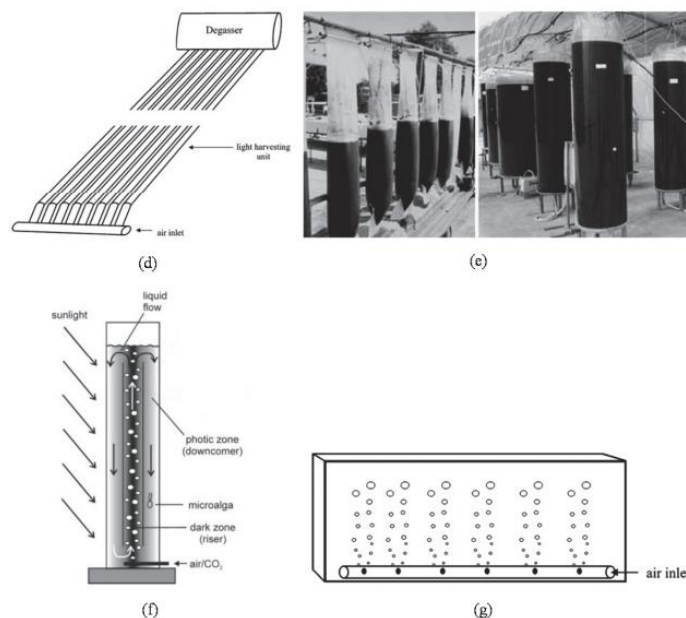 Degasser
light harvesting
unit
air inlet
(d)
(e)
liquid
flow
sunlight
photic zone
(downcomer)
microalga
dark zone
(riser)
air/CO₂
(f)
air inle
(g)